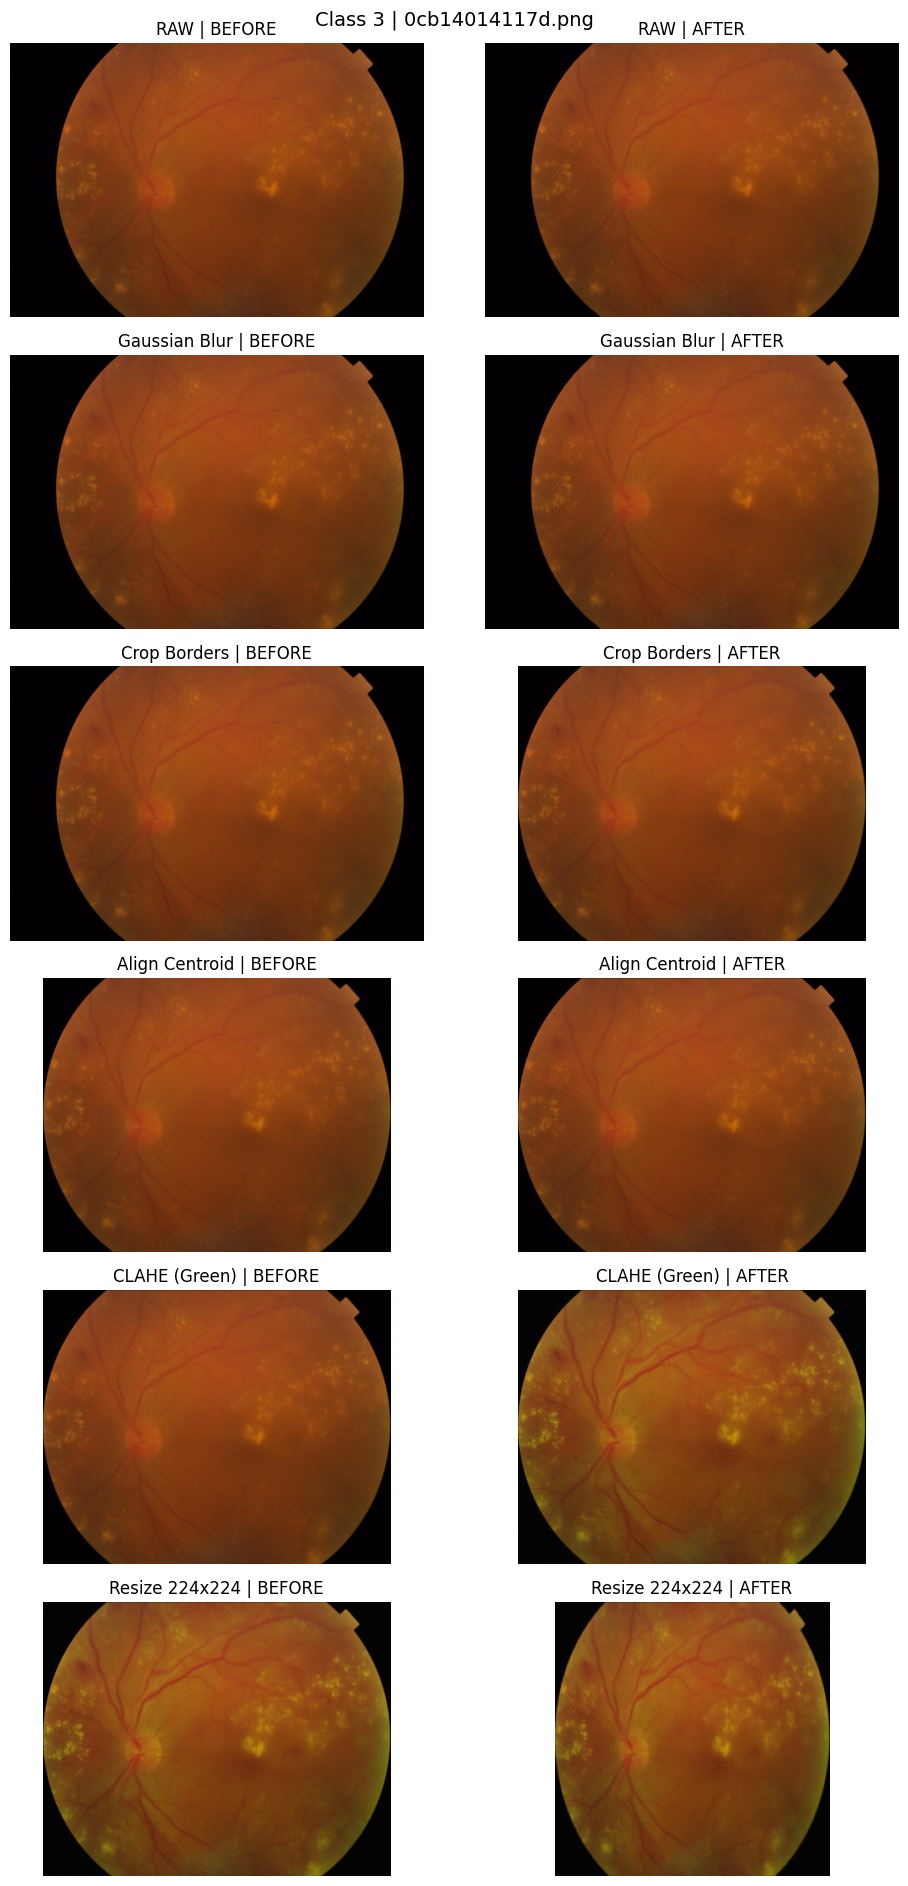 Class 3 | 0cb14014117d.png
RAW | BEFORE
RAW | AFTER
Gaussian Blur | BEFORE
Gaussian Blur | AFTER
Crop Borders | BEFORE
Crop Borders | AFTER
Align Centroid | BEFORE
Align Centroid | AFTER
CLAHE (Green) | BEFORE
CLAHE (Green) | AFTER
Resize 224x224 | BEFORE
Resize 224x224 | AFTER